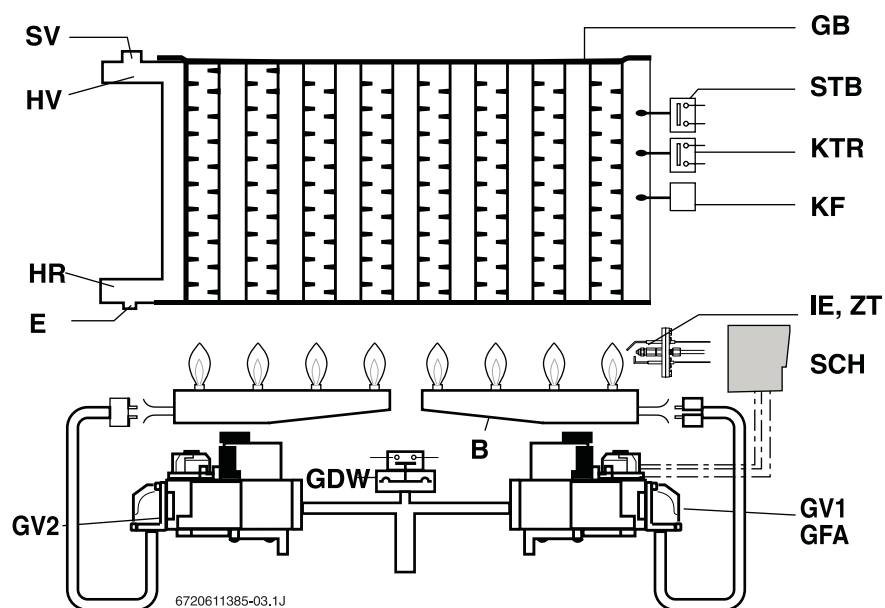 SV
GB
STB
HV
KTR
KF
HR
E
IE, ZT
SCH
B
GDW
GV2
GV1
GFA
6720611385-03.1J